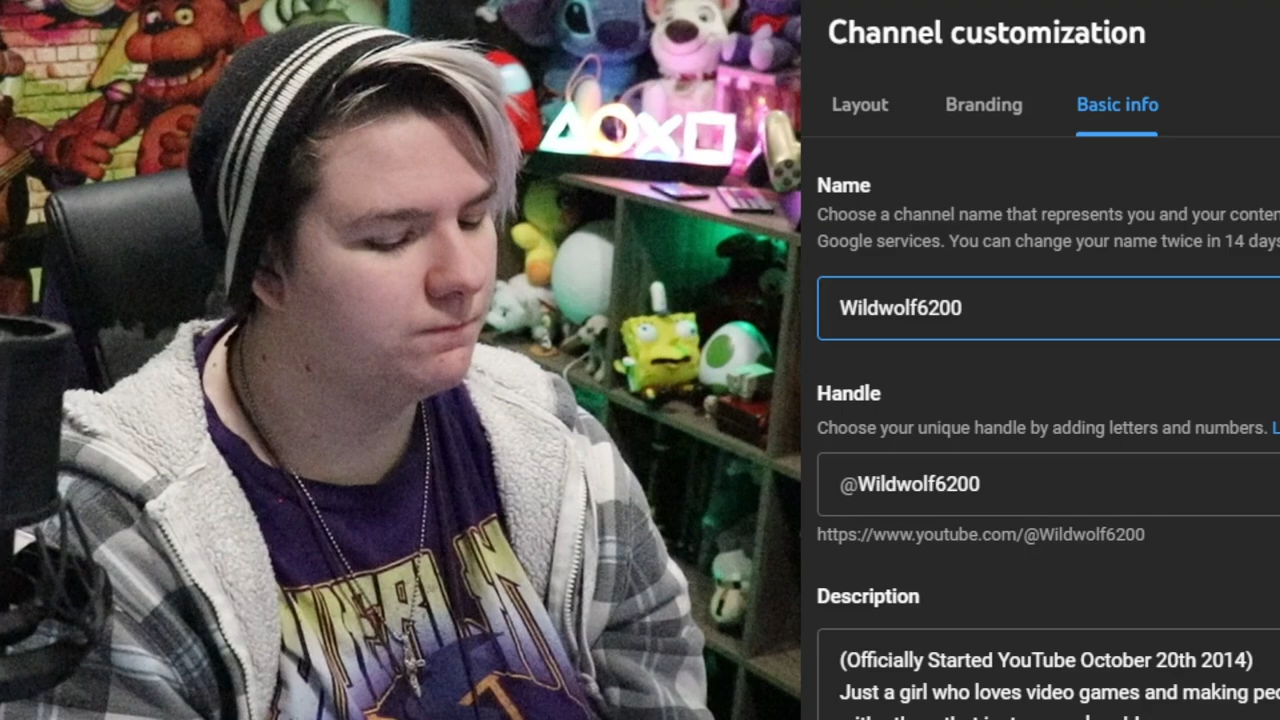 Channel customization
Layout Branding Basic info
Name
Choose a channel name that represents you and your conten
Google services. You can change your name twice in 14 days
Wildwolf6200
Handle
Choose your unique handle by adding letters and numbers. L
@Wildwolf6200
https://www.youtube.com/@Wildwolf6200
Description
(Officially Started YouTube October 20th 2014)
Just a girl who loves video games and making peo